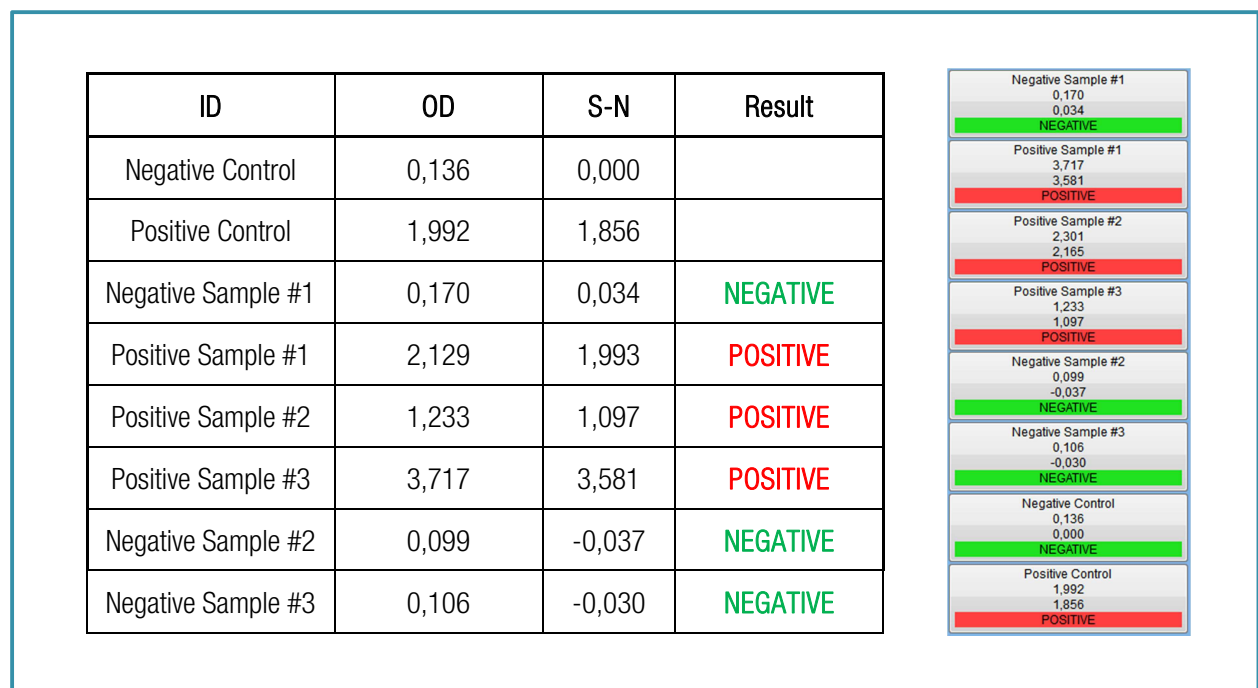 ID OD S-N Result
Negative Control 0,136 0,000
Positive Control 1,992 1,856
Negative Sample #1 0,170 0,034 NEGATIVE
Positive Sample #1 2,129 1,993 POSITIVE
Positive Sample #2 1,233 1,097 POSITIVE
Positive Sample #3 3,717 3,581 POSITIVE
Negative Sample #2 0,099 -0,037 NEGATIVE
Negative Sample #3 0,106 -0,030 NEGATIVE
Negative Sample #1
0,170
0,034
NEGATIVE
Positive Sample #1
3,717
3,581
POSITIVE
Positive Sample #2
2,301
2,165
POSITIVE
Positive Sample #3
1,233
1,097
POSITIVE
Negative Sample #2
0,099
-0,037
NEGATIVE
Negative Sample #3
0,106
-0,030
NEGATIVE
Negative Control
0,136
0,000
NEGATIVE
Positive Control
1,992
1,856
POSITIVE